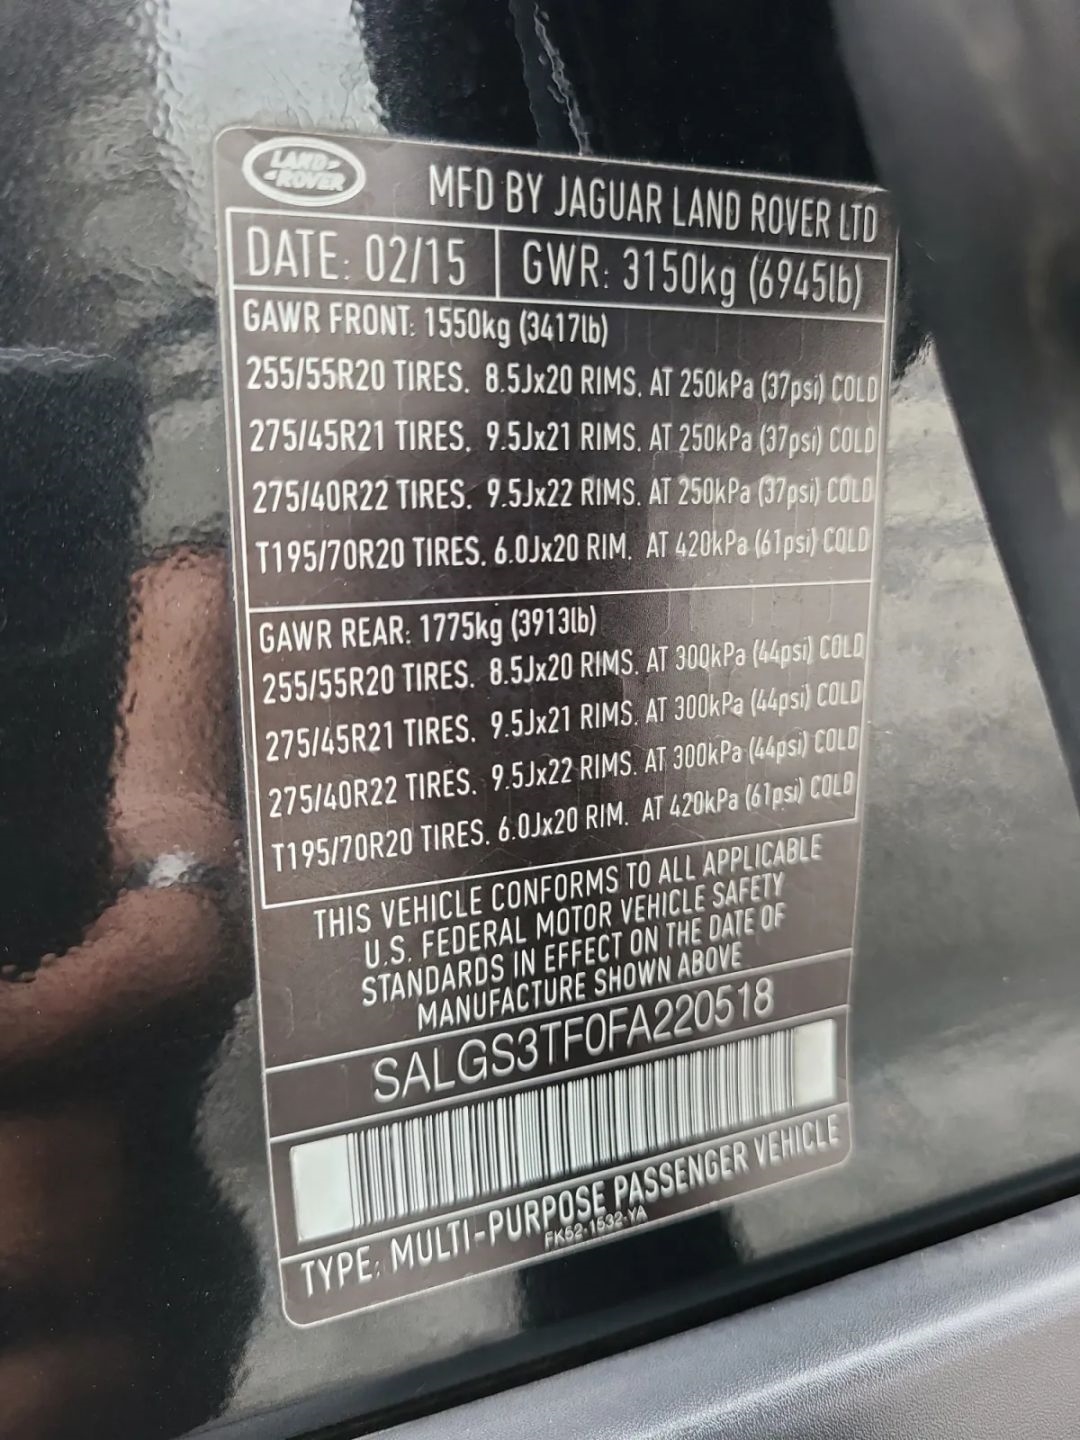 LAND-
-ROVER
MFD BY JAGUAR LAND ROVER LTD
DATE: 02/15 GWR: 3150kg (6945lb)
GAWR FRONT: 1550kg (3417lb)
255/55R20 TIRES. 8.5Jx20 RIMS. AT 250kPa (37psi) COLD
275/45R21 TIRES. 9.5Jx21 RIMS. AT 250kPa (37psi) COLD
275/40R22 TIRES. 9.5Jx22 RIMS. AT 250kPa (37psi) COLD
T195/70R20 TIRES. 6.0Jx20 RIM. AT 420kPa (61psi) COLD
GAWR REAR: 1775kg (3913lb)
255/55R20 TIRES. 8.5Jx20 RIMS. AT 300kPa (44psi) COLD
275/45R21 TIRES. 9.5Jx21 RIMS. AT 300kPa (44psi) COLD
275/40R22 TIRES. 9.5Jx22 RIMS. AT 300kPa (44psi) COLD
T195/70R20 TIRES. 6.0Jx20 RIM. AT 420kPa (61psi) COLD
THIS VEHICLE CONFORMS TO ALL APPLICABLE
U.S. FEDERAL MOTOR VEHICLE SAFETY
STANDARDS IN EFFECT ON THE DATE OF
MANUFACTURE SHOWN ABOVE
SALGS3TF0FA220518
TYPE: MULTI-PURPOSE PASSENGER VEHICLE
FK52-1532-YA